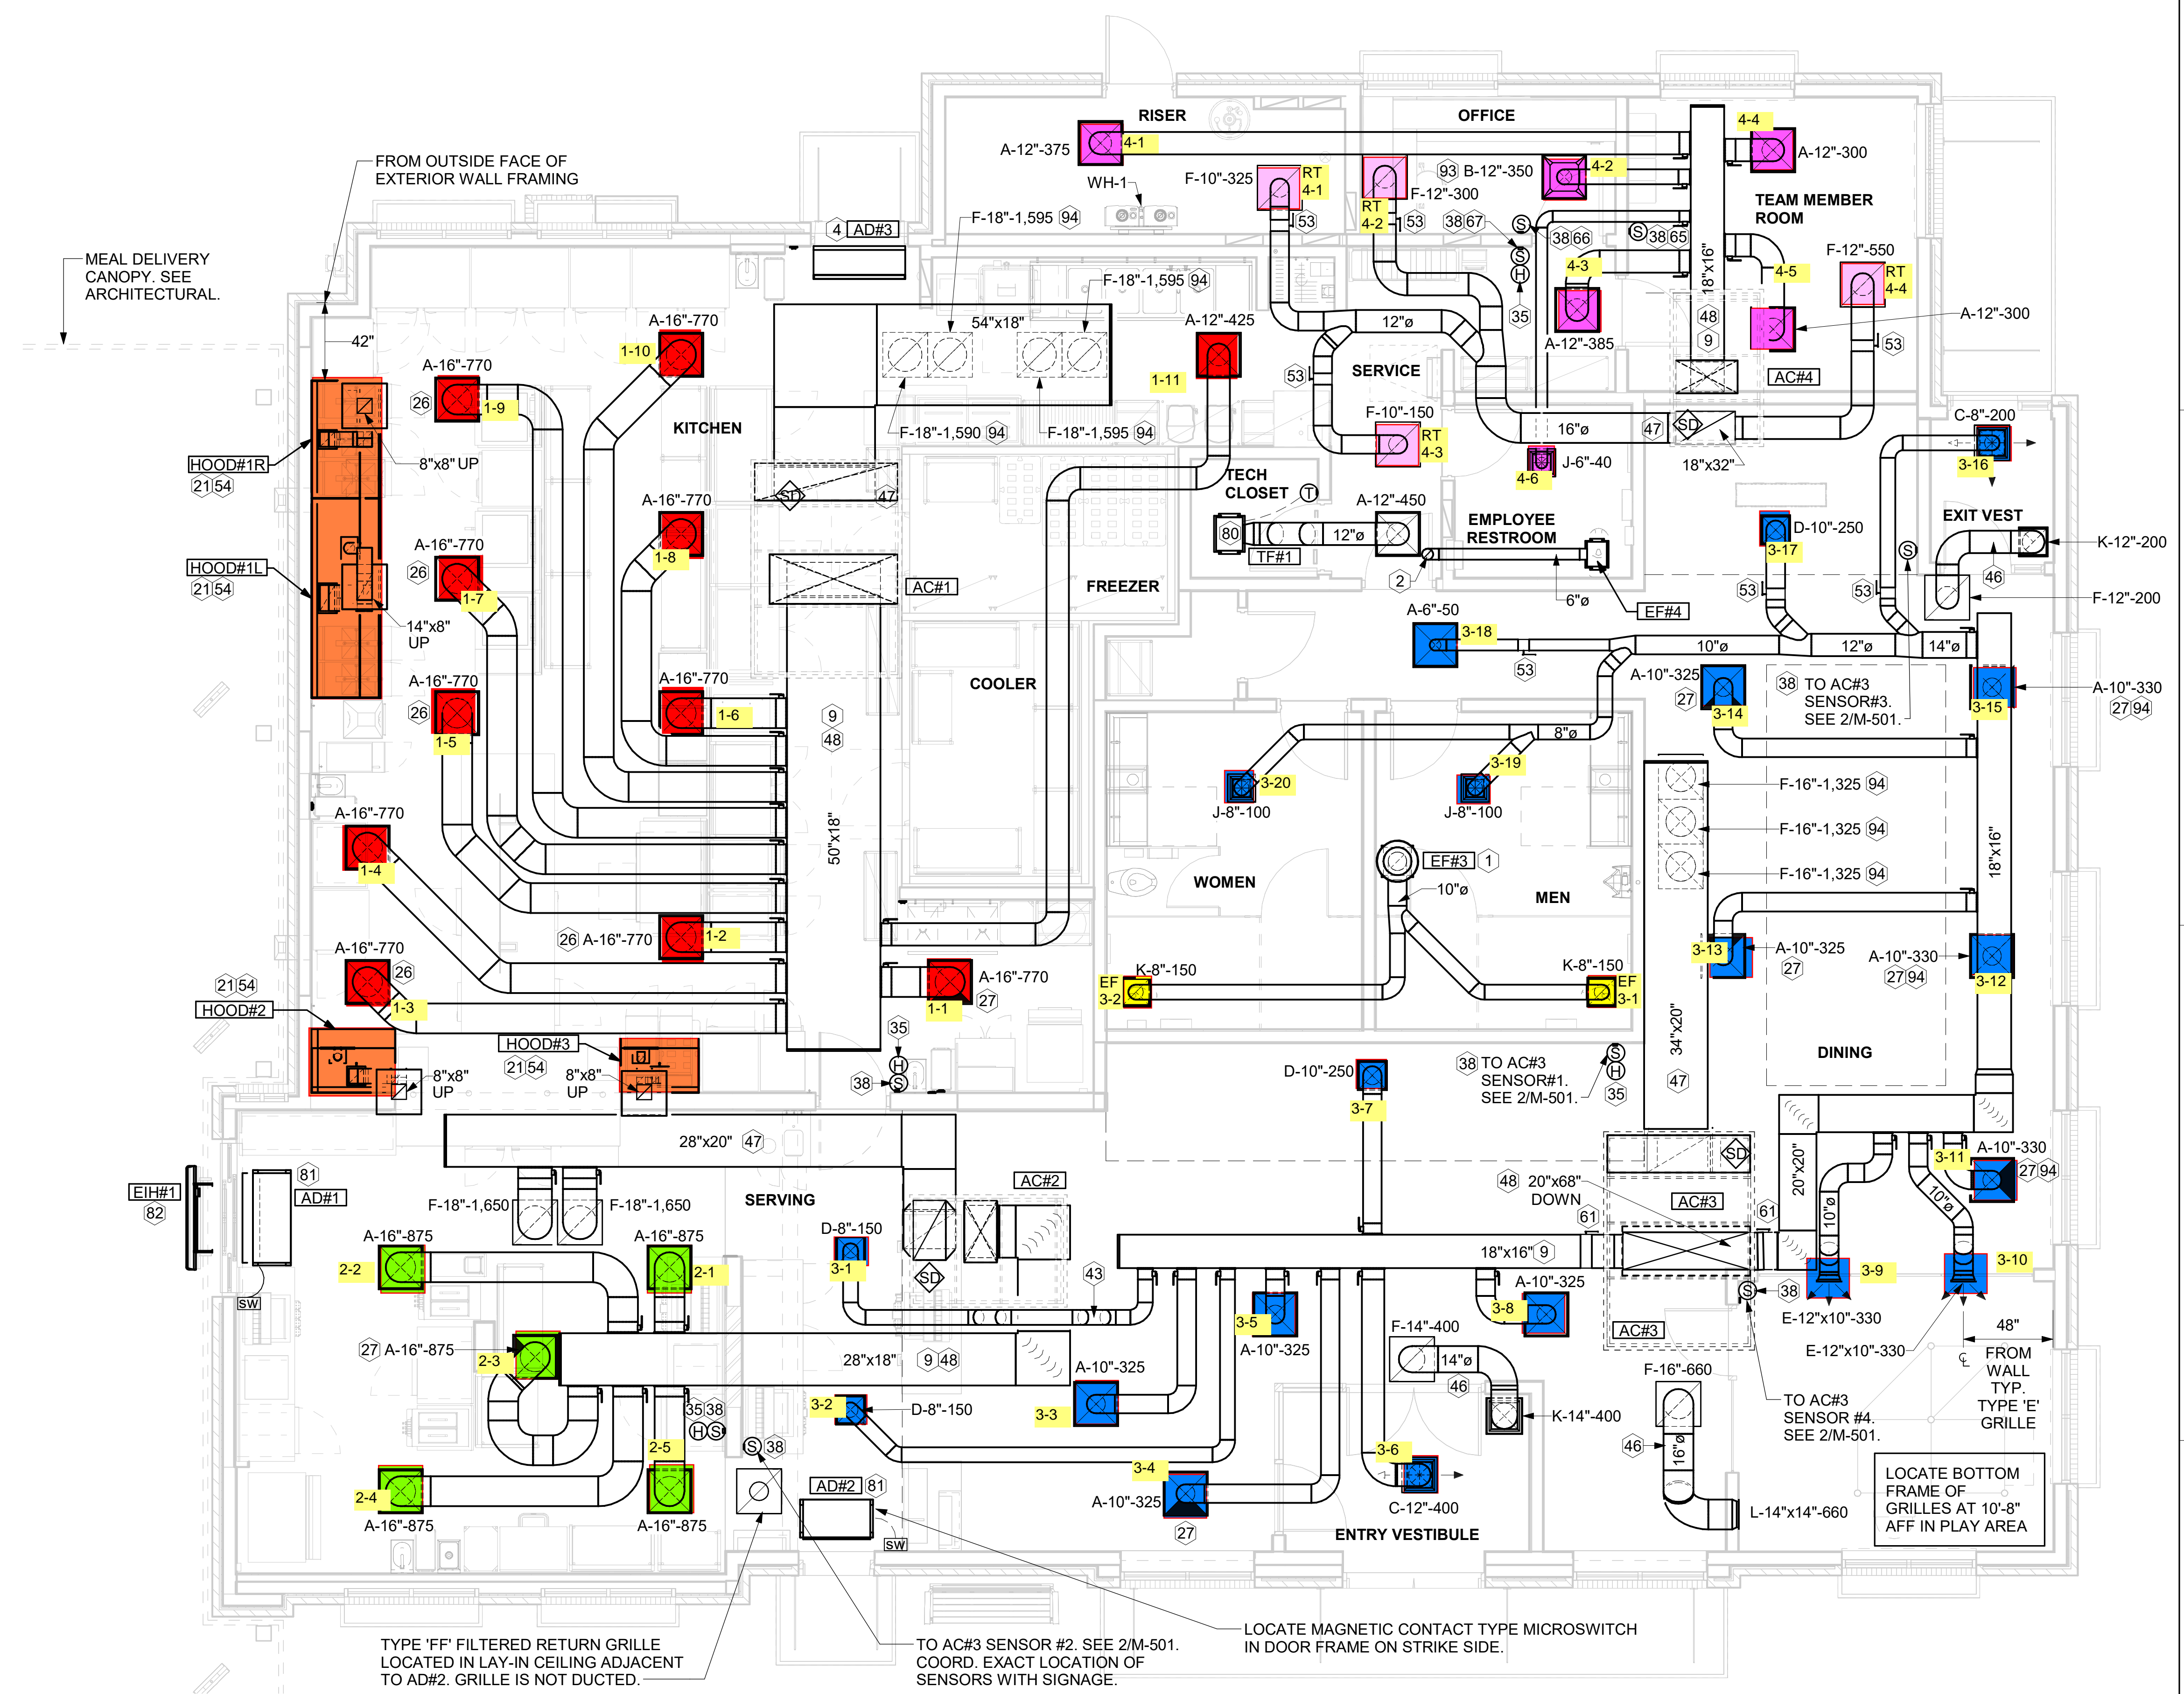 RISER
OFFICE
A-12"-375
4-1
4-4
A-12"-300
FROM OUTSIDE FACE OF
EXTERIOR WALL FRAMING
WH-1
F-10"-325
RT
4-1
F-12"-300
RT
4-2
93 B-12"-350
4-2
TEAM MEMBER
ROOM
F-18"-1,595 94
53
53
38 67
38 66
38 65
4 AD#3
MEAL DELIVERY
CANOPY. SEE
ARCHITECTURAL.
F-18"-1,595 94
54"x18"
4-3
4-5
F-12"-550
RT
4-4
18"x16"
35
48
9
A-12"-300
42"
A-16"-770
1-10
A-12"-425
12"ø
A-12"-385
53
A-16"-770
26
1-9
1-11
53
SERVICE
AC#4
KITCHEN
F-18"-1,590 94
F-18"-1,595 94
F-10"-150
RT
4-3
16"ø
47
SD
18"x32"
C-8"-200
3-16
HOOD#1R
21 54
8"x8" UP
J-6"-40
4-6
TECH
CLOSET
T
A-12"-450
A-16"-770
SD
47
1-8
EMPLOYEE
RESTROOM
D-10"-250
3-17
EXIT VEST
K-12"-200
80
TF#1
12"ø
S
HOOD#1L
21 54
A-16"-770
26
1-7
AC#1
FREEZER
2
6"ø
EF#4
53
53
46
F-12"-200
14"x8"
UP
A-6"-50
3-18
10"ø
12"ø
14"ø
53
A-16"-770
26
1-5
A-16"-770
1-6
COOLER
A-10"-325
27
3-14
38 TO AC#3
SENSOR#3.
SEE 2/M-501.
3-15
A-10"-330
27 94
9
48
8"ø
3-19
3-20
J-8"-100
J-8"-100
F-16"-1,325 94
F-16"-1,325 94
F-16"-1,325 94
A-16"-770
1-4
50"x18"
18"x16"
WOMEN
EF#3 1
10"ø
MEN
26 A-16"-770
1-2
A-16"-770
26
1-3
A-16"-770
27
1-1
3-13
A-10"-325
27
A-10"-330
27 94
3-12
K-8"-150
EF
3-2
K-8"-150
EF
3-1
21 54
HOOD#2
HOOD#3
21 54
8"x8"
UP
8"x8"
UP
35
H
38 S
34"x20"
47
DINING
D-10"-250
3-7
38 TO AC#3
SENSOR#1.
SEE 2/M-501.
S
H
35
28"x20" 47
SD
20"x20"
3-11
A-10"-330
27 94
EIH#1
82
81
AD#1
SW
SERVING
AC#2
48 20"x68"
DOWN
AC#3
61
61
10"ø
10"ø
F-18"-1,650
F-18"-1,650
D-8"-150
3-1
A-16"-875
2-2
A-16"-875
2-1
SD
43
18"x16" 9
3-9
3-10
A-10"-325
3-8
S 38
AC#3
E-12"x10"-330
48"
3-5
A-10"-325
F-14"-400
14"ø
46
E-12"x10"-330
℄
FROM
WALL
TYP.
TYPE 'E'
GRILLE
27 A-16"-875
2-3
28"x18"
9 48
A-10"-325
3-3
F-16"-660
TO AC#3
SENSOR #4.
SEE 2/M-501.
35 38
H S
3-2
D-8"-150
K-14"-400
2-5
S 38
3-6
46
16"ø
2-4
A-16"-875
A-16"-875
AD#2 81
SW
3-4
A-10"-325
27
C-12"-400
ENTRY VESTIBULE
L-14"x14"-660
LOCATE BOTTOM
FRAME OF
GRILLES AT 10'-8"
AFF IN PLAY AREA
TYPE 'FF' FILTERED RETURN GRILLE
LOCATED IN LAY-IN CEILING ADJACENT
TO AD#2. GRILLE IS NOT DUCTED.
TO AC#3 SENSOR #2. SEE 2/M-501.
COORD. EXACT LOCATION OF
SENSORS WITH SIGNAGE.
LOCATE MAGNETIC CONTACT TYPE MICROSWITCH
IN DOOR FRAME ON STRIKE SIDE.